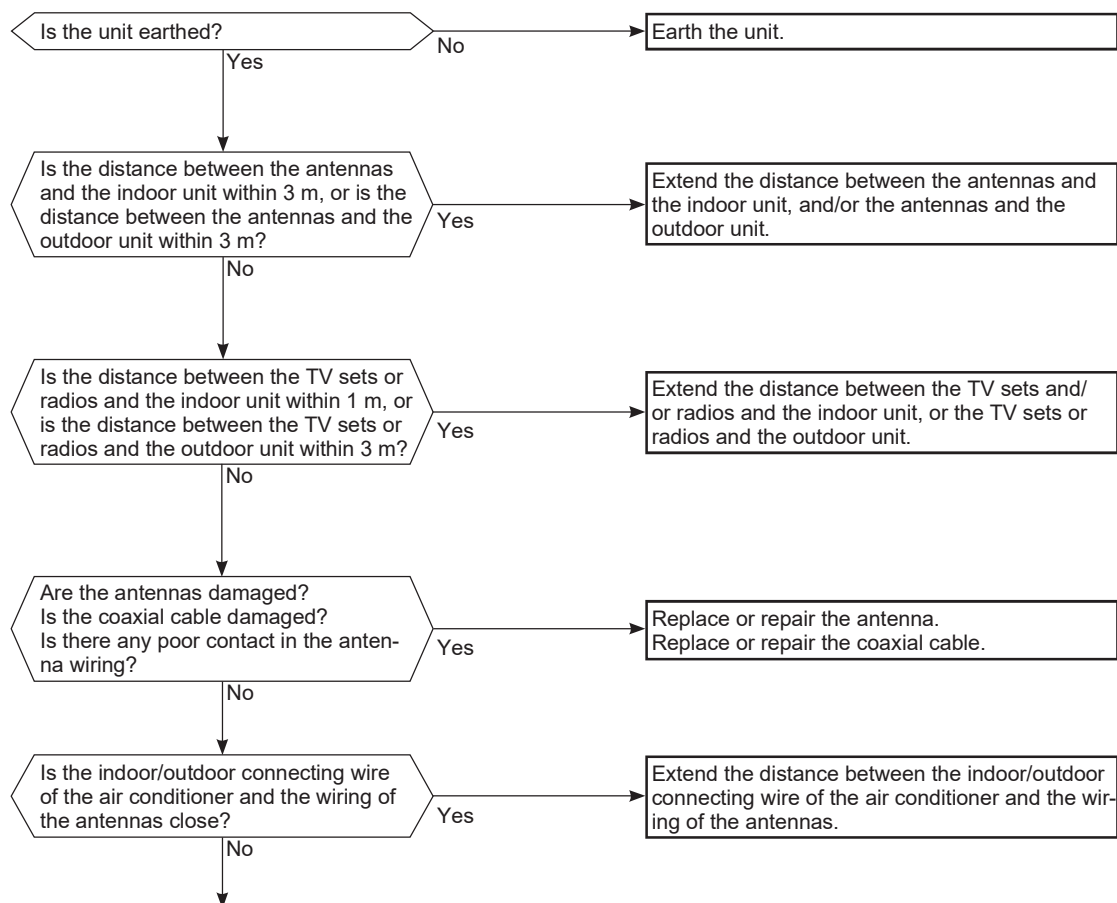 Is the unit earthed?
No
Earth the unit.
Yes
Is the distance between the antennas
and the indoor unit within 3 m, or is the
distance between the antennas and the
outdoor unit within 3 m?
Yes
Extend the distance between the antennas and
the indoor unit, and/or the antennas and the
outdoor unit.
No
Is the distance between the TV sets or
radios and the indoor unit within 1 m, or
is the distance between the TV sets or
radios and the outdoor unit within 3 m?
Yes
Extend the distance between the TV sets and/
or radios and the indoor unit, or the TV sets or
radios and the outdoor unit.
No
Are the antennas damaged?
Is the coaxial cable damaged?
Is there any poor contact in the anten-
na wiring?
Yes
Replace or repair the antenna.
Replace or repair the coaxial cable.
No
Is the indoor/outdoor connecting wire
of the air conditioner and the wiring of
the antennas close?
Yes
Extend the distance between the indoor/outdoor
connecting wire of the air conditioner and the wir-
ing of the antennas.
No